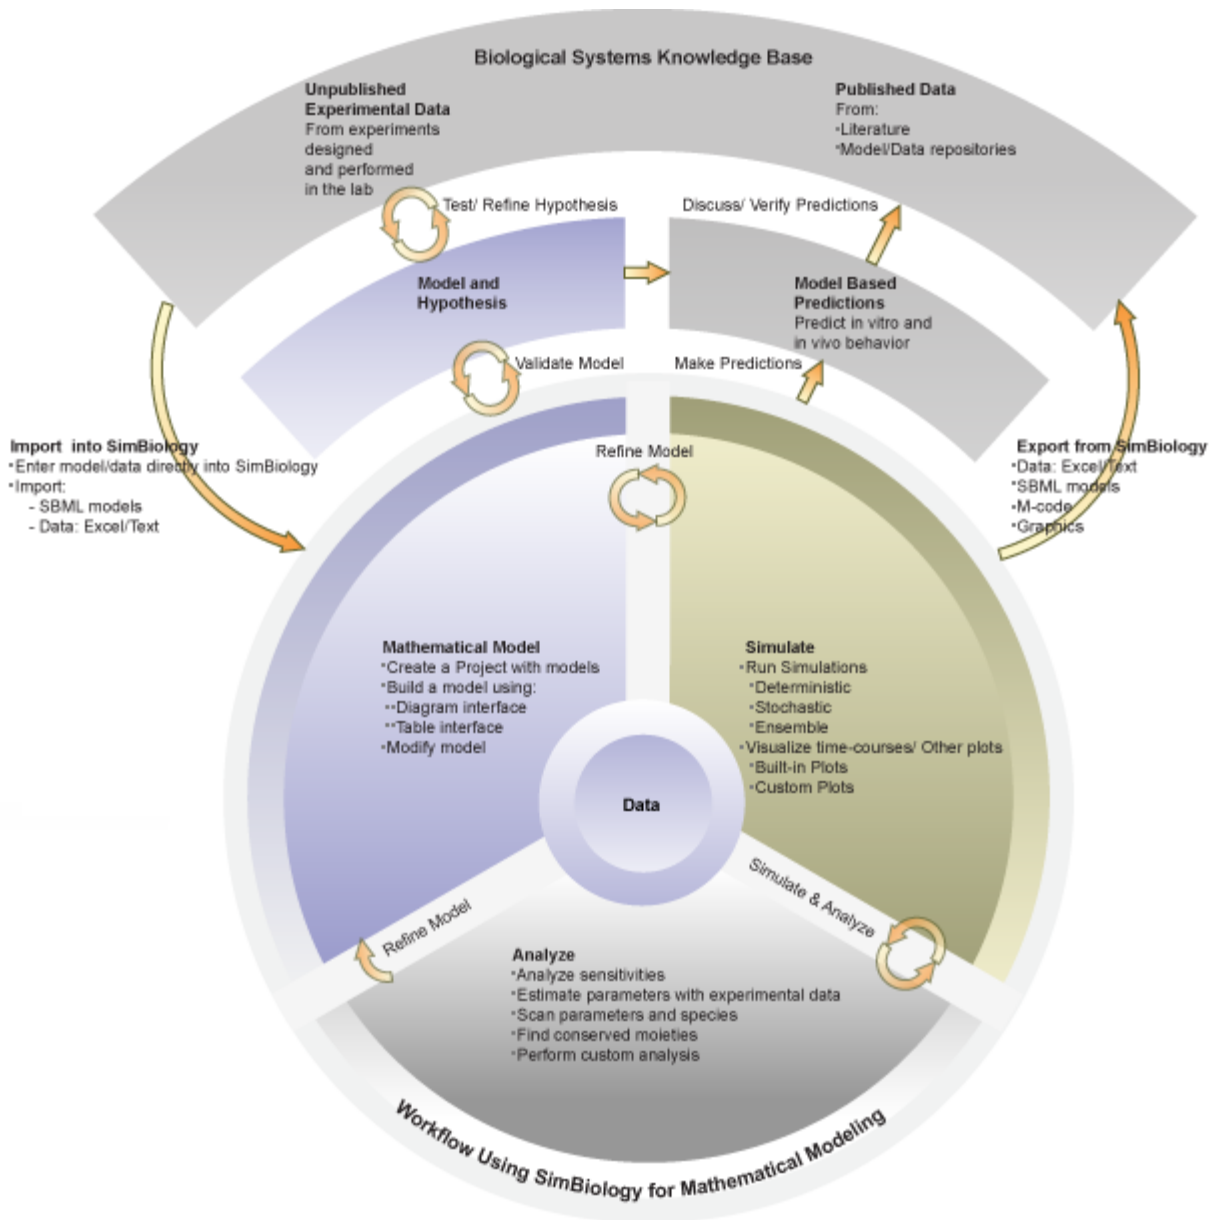 Biological Systems Knowledge Base
Unpublished
Experimental Data
From experiments
designed
and performed
in the lab
Published Data
From:
•Literature
•Model/Data repositories
Test/ Refine Hypothesis
Discuss/ Verify Predictions
Model and
Hypothesis
Model Based
Predictions
Predict in vitro and
in vivo behavior
Validate Model
Make Predictions
Import  into SimBiology
•Enter model/data directly into SimBiology
•Import:
- SBML models
- Data: Excel/Text
Export from SimBiology
•Data: Excel/Text
•SBML models
•M-code
•Graphics
Refine Model
Mathematical Model
•Create a Project with models
•Build a model using:
••Diagram interface
••Table interface
•Modify model
Simulate
•Run Simulations
•Deterministic
•Stochastic
•Ensemble
•Visualize time-courses/ Other plots
•Built-in Plots
•Custom Plots
Data
Refine Model
Simulate & Analyze
Analyze
•Analyze sensitivities
•Estimate parameters with experimental data
•Scan parameters and species
•Find conserved moieties
•Perform custom analysis
Workflow Using SimBiology for Mathematical Modeling